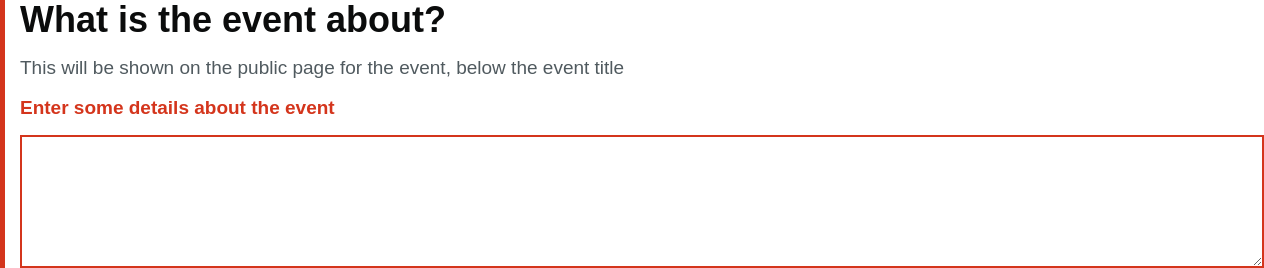 What is the event about?
This will be shown on the public page for the event, below the event title
Enter some details about the event